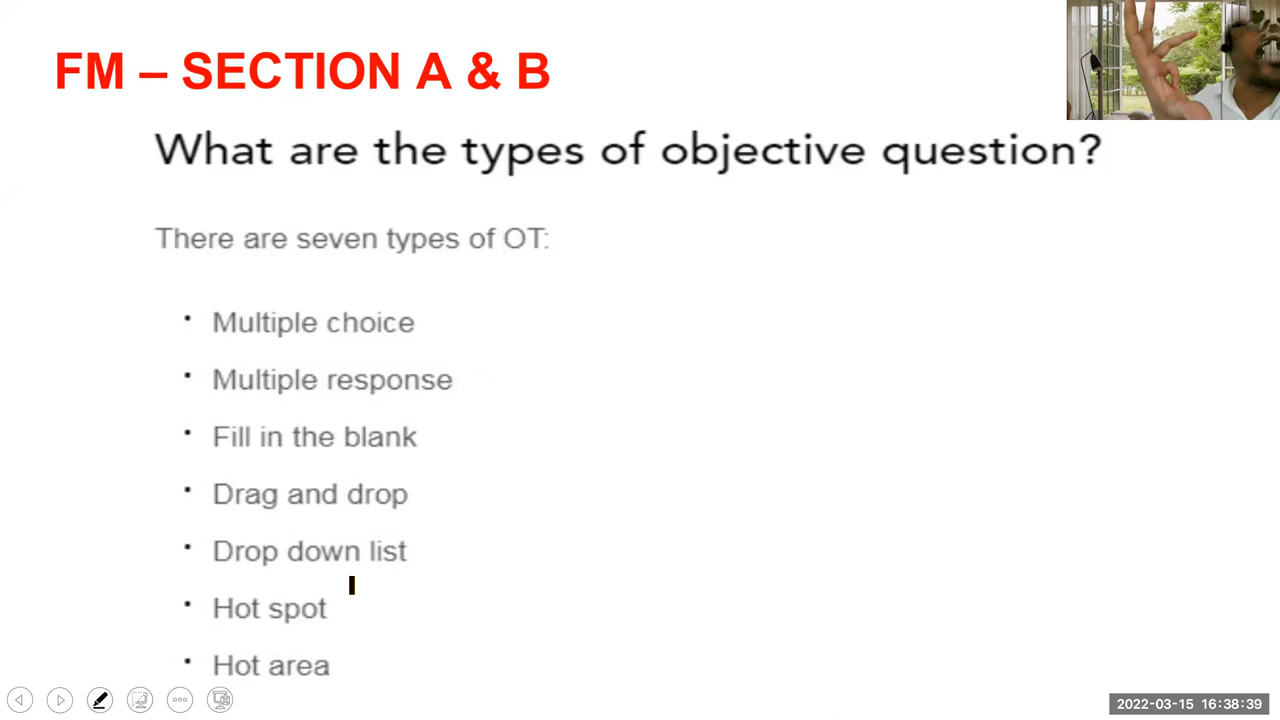 FM – SECTION A & B
What are the types of objective question?
There are seven types of OT:
• Multiple choice
• Multiple response
• Fill in the blank
• Drag and drop
• Drop down list
• Hot spot
• Hot area
2022-03-15 16:38:39